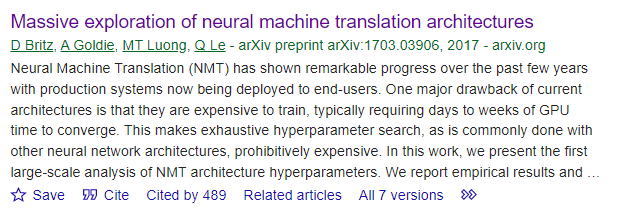 Massive exploration of neural machine translation architectures
D Britz, A Goldie, MT Luong, Q Le - arXiv preprint arXiv:1703.03906, 2017 - arxiv.org
Neural Machine Translation (NMT) has shown remarkable progress over the past few years
with production systems now being deployed to end-users. One major drawback of current
architectures is that they are expensive to train, typically requiring days to weeks of GPU
time to converge. This makes exhaustive hyperparameter search, as is commonly done with
other neural network architectures, prohibitively expensive. In this work, we present the first
large-scale analysis of NMT architecture hyperparameters. We report empirical results and …
Save Cite Cited by 489 Related articles All 7 versions